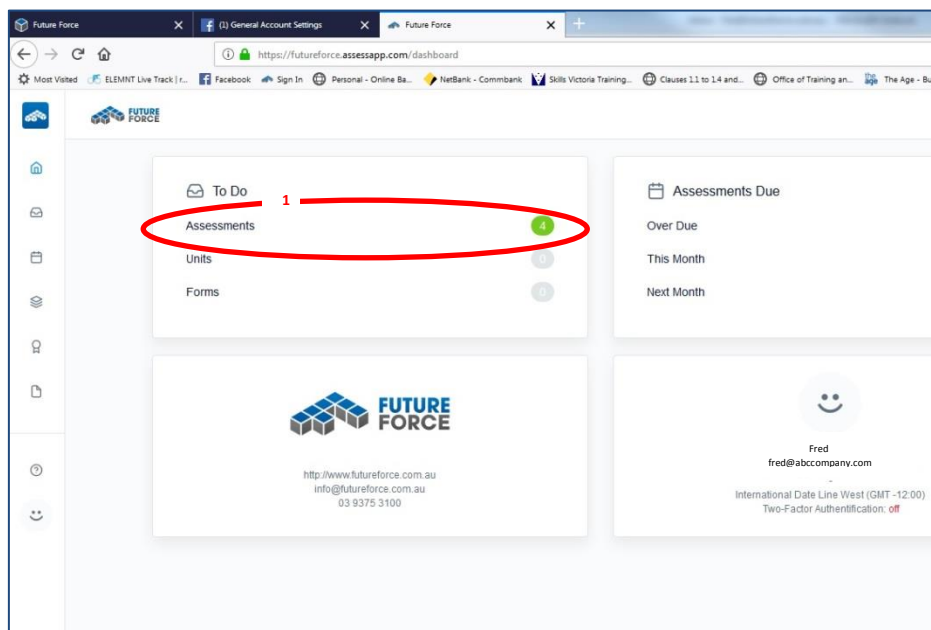 Future Force
(1) General Account Settings
Future Force
https://futureforce.assessapp.com/dashboard
Most Visited
ELEMNT Live Track | r...
Facebook
Sign In
Personal - Online Ba...
NetBank - Commbank
Skills Victoria Training...
Clauses 1.1 to 1.4 and...
Office of Training an...
The Age - Bu
FUTURE
FORCE
To Do
1
Assessments 4
Units 0
Forms 0
Assessments Due
Over Due
This Month
Next Month
FUTURE
FORCE
http://www.futureforce.com.au
info@futureforce.com.au
03 9375 3100
Fred
fred@abccompany.com
-
International Date Line West (GMT -12:00)
Two-Factor Authentification: off